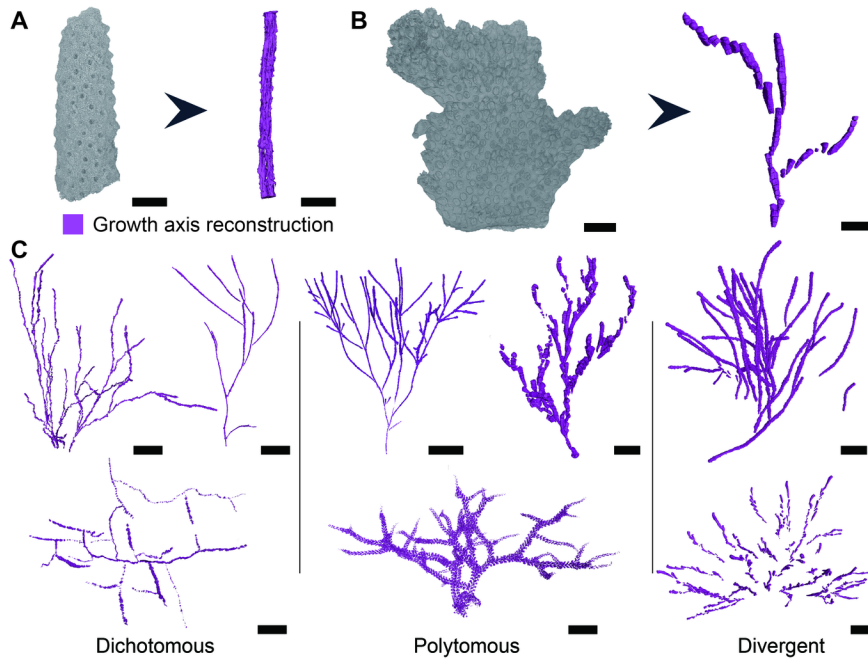 A
B
Growth axis reconstruction
C
Dichotomous
Polytomous
Divergent